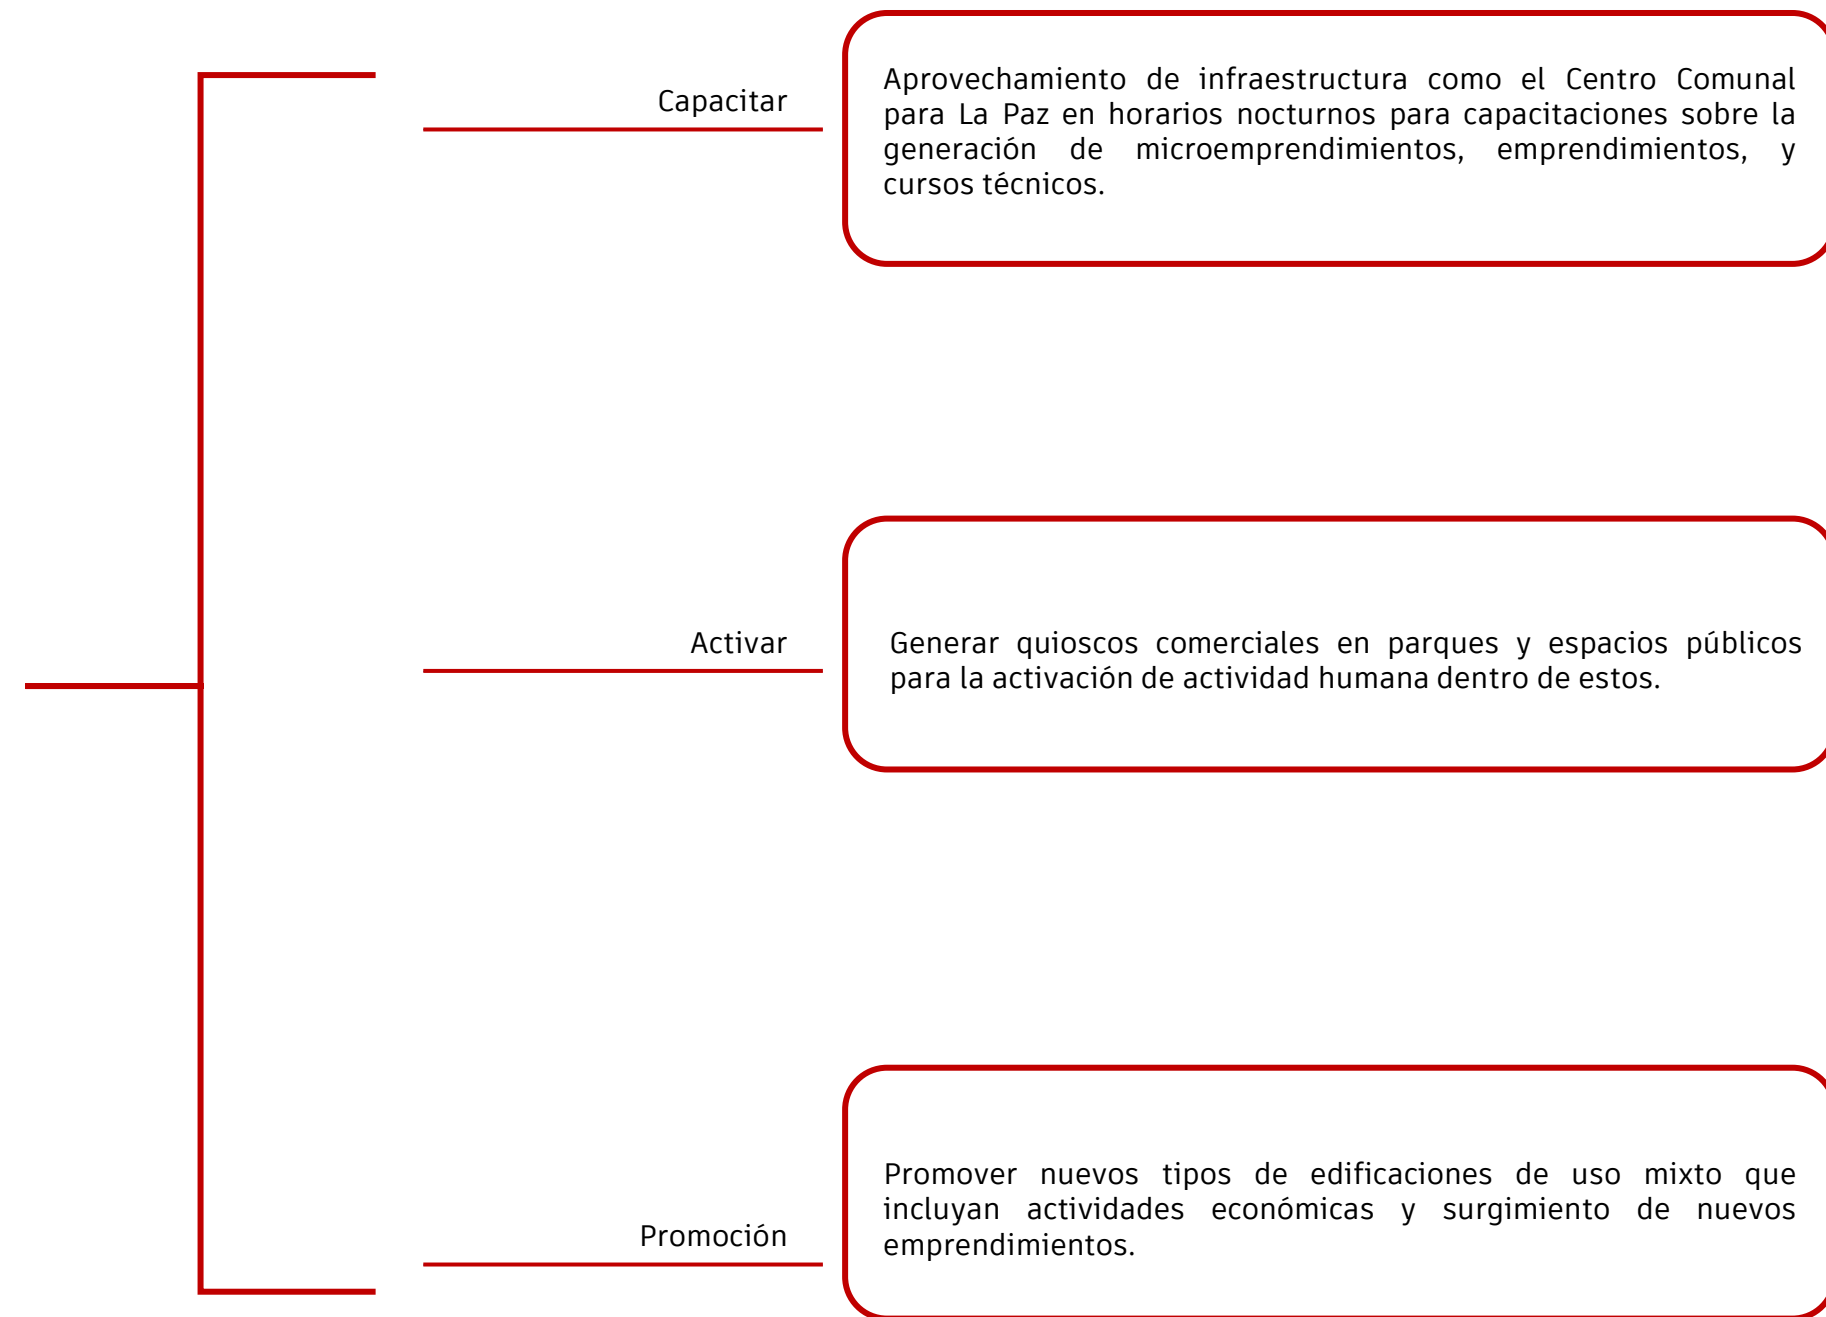 Capacitar
Aprovechamiento de infraestructura como el Centro Comunal
para La Paz en horarios nocturnos para capacitaciones sobre la
generación de microemprendimientos, emprendimientos, y
cursos técnicos.
Activar
Generar quioscos comerciales en parques y espacios públicos
para la activación de actividad humana dentro de estos.
Promoción
Promover nuevos tipos de edificaciones de uso mixto que
incluyan actividades económicas y surgimiento de nuevos
emprendimientos.